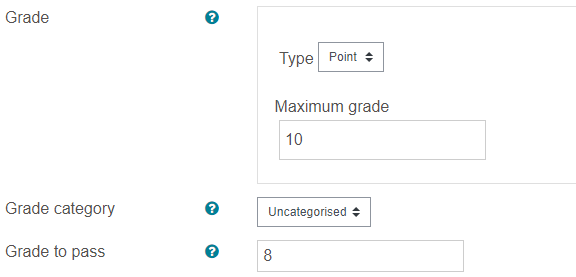 Grade
Type Point
Maximum grade
10
Grade category Uncategorised
Grade to pass 8